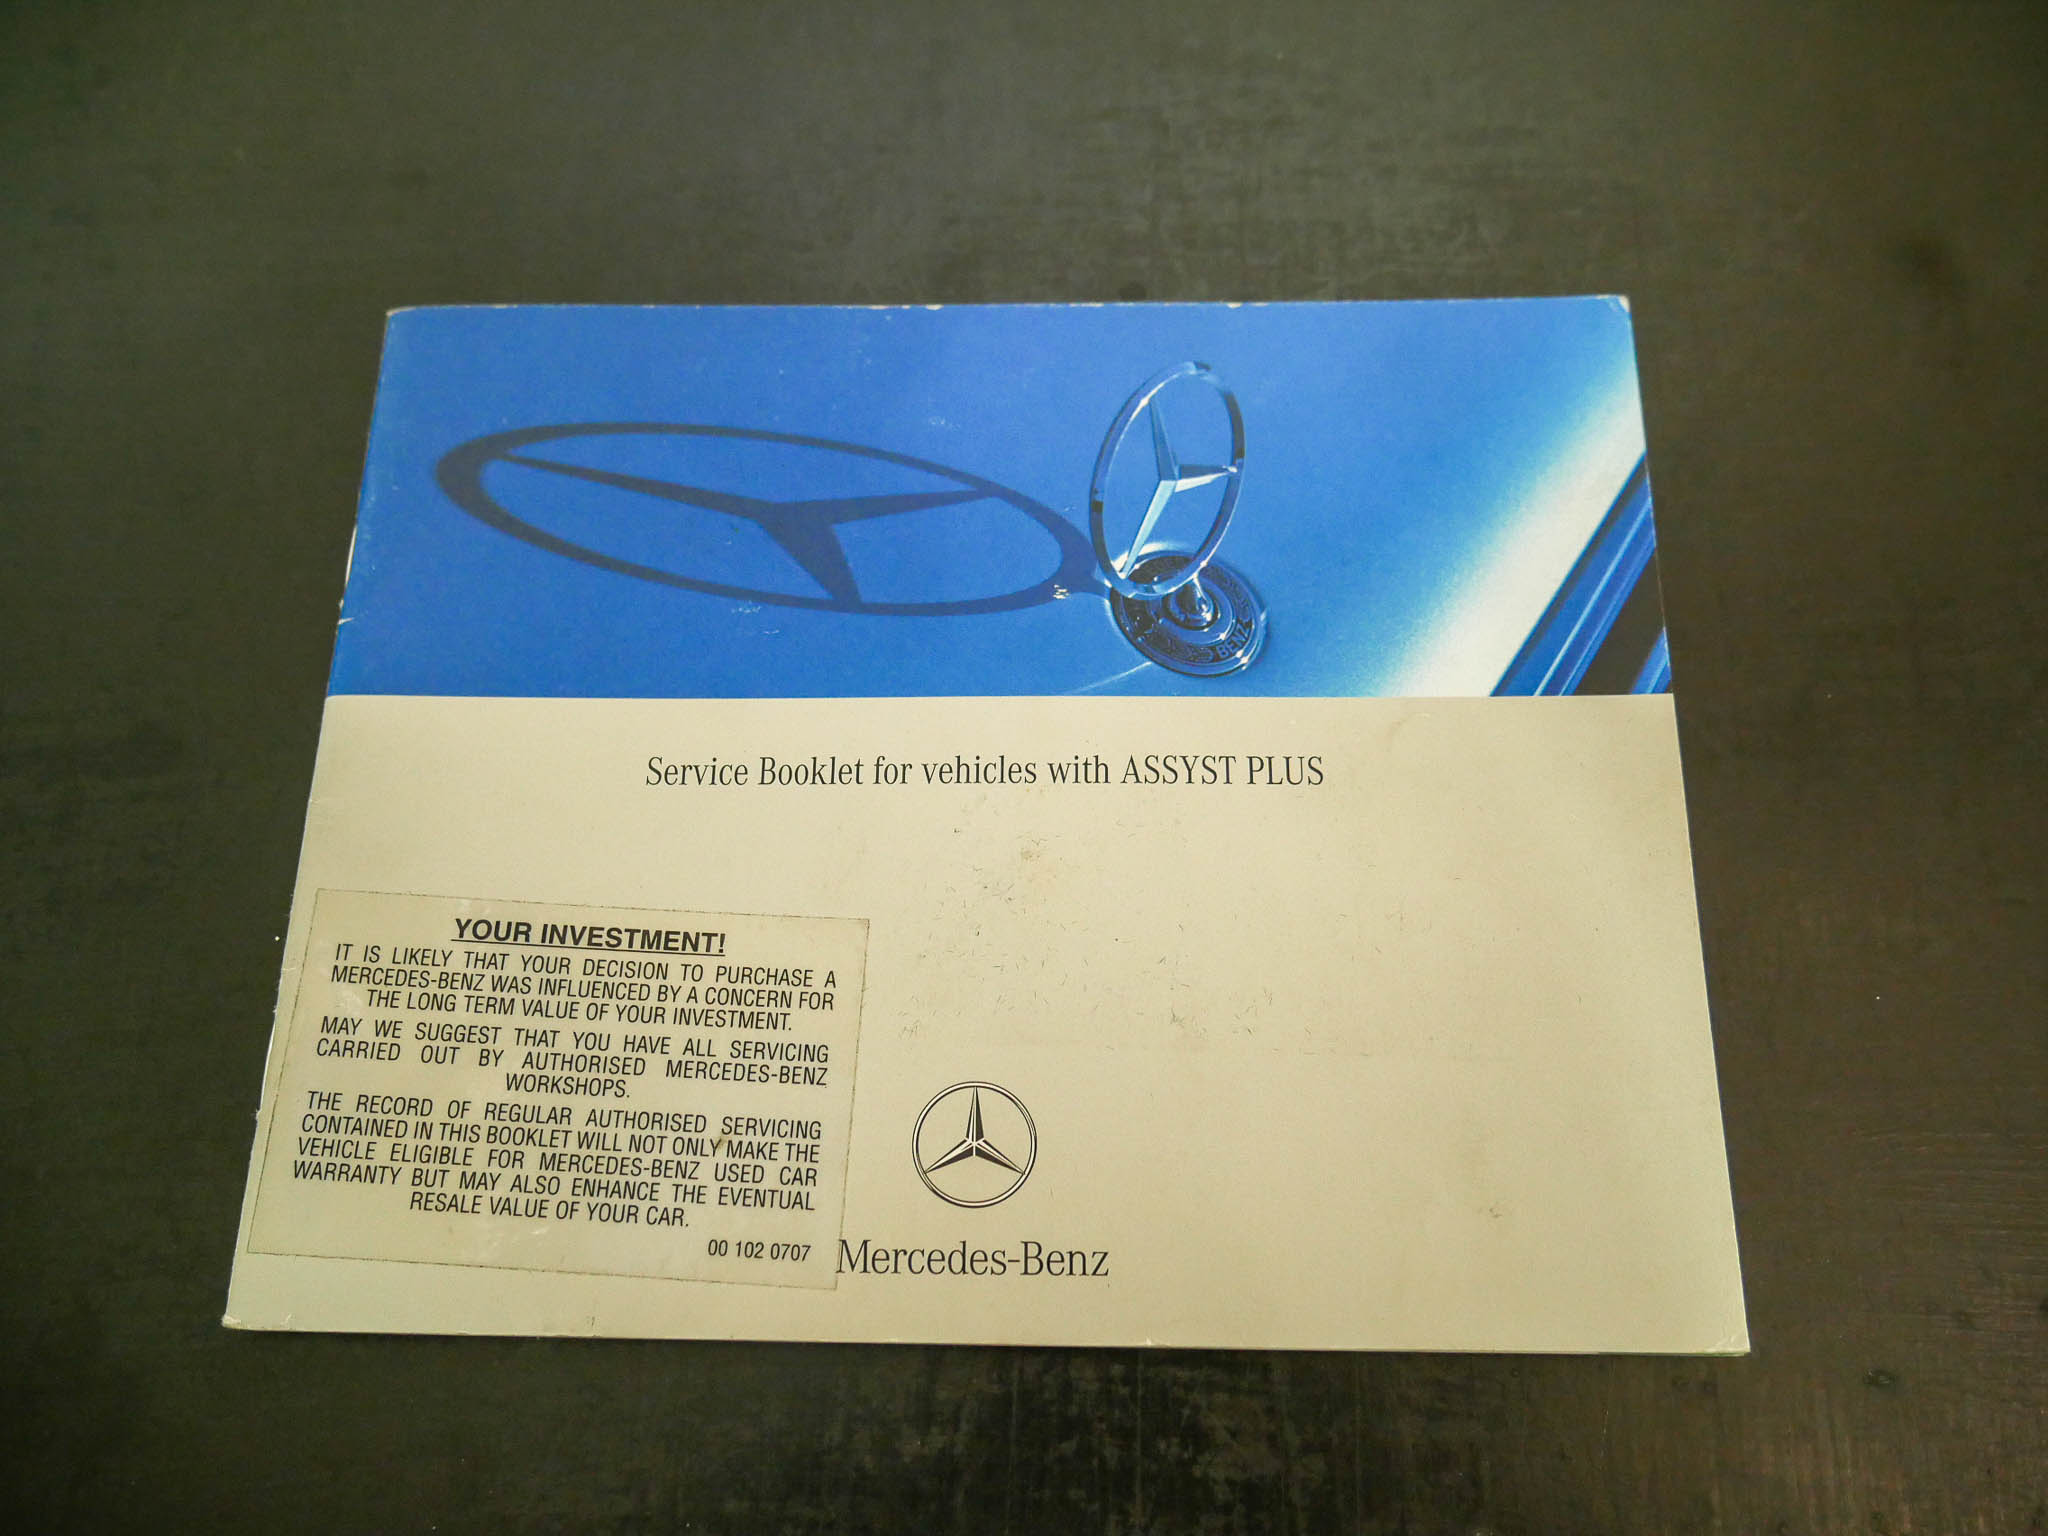 BENZ
Service Booklet for vehicles with ASSYST PLUS
YOUR INVESTMENT!
IT IS LIKELY THAT YOUR DECISION TO PURCHASE A
MERCEDES-BENZ WAS INFLUENCED BY A CONCERN FOR
THE LONG TERM VALUE OF YOUR INVESTMENT.
MAY WE SUGGEST THAT YOU HAVE ALL SERVICING
CARRIED OUT BY AUTHORISED MERCEDES-BENZ
WORKSHOPS.
THE RECORD OF REGULAR AUTHORISED SERVICING
CONTAINED IN THIS BOOKLET WILL NOT ONLY MAKE THE
VEHICLE ELIGIBLE FOR MERCEDES-BENZ USED CAR
WARRANTY BUT MAY ALSO ENHANCE THE EVENTUAL
RESALE VALUE OF YOUR CAR.
00 102 0707
Mercedes-Benz